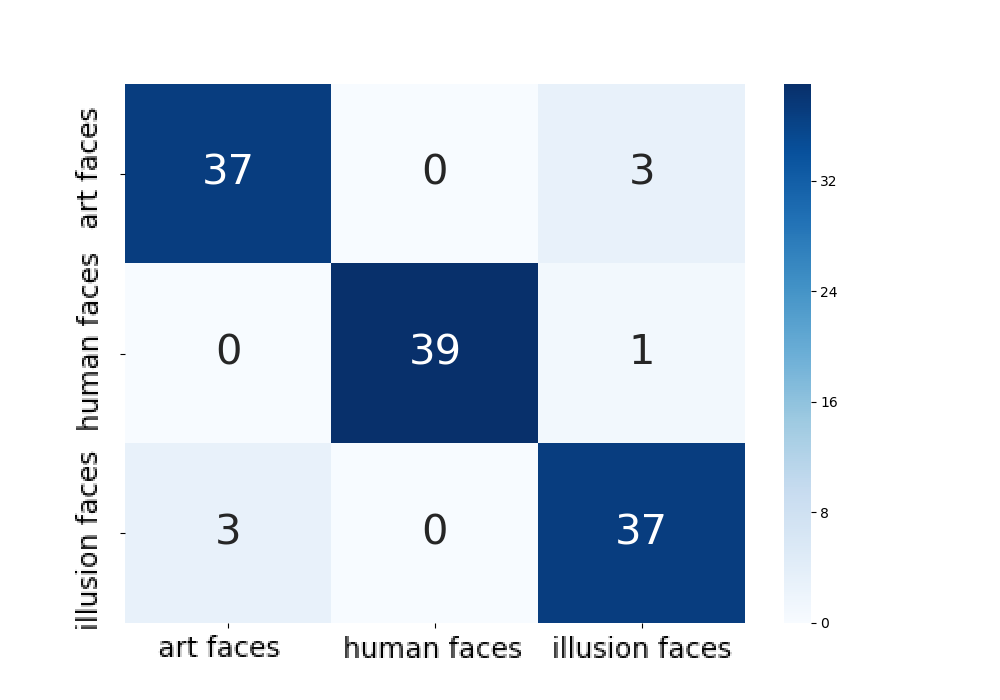 art faces
37
0
3
human faces
0
39
1
illusion faces
3
0
37
art faces
human faces
illusion faces
32
24
16
8
0